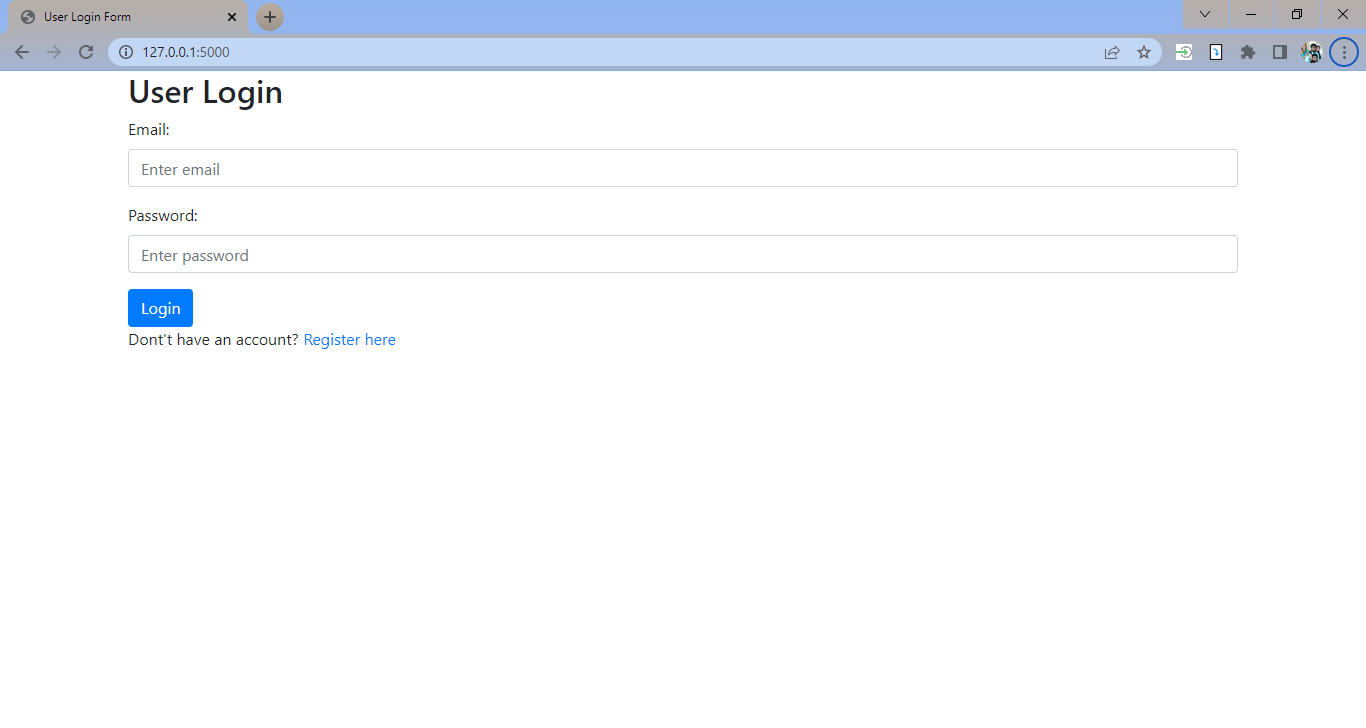 User Login Form
127.0.0.1:5000
User Login
Email:
Enter email
Password:
Enter password
Login
Dont't have an account? Register here